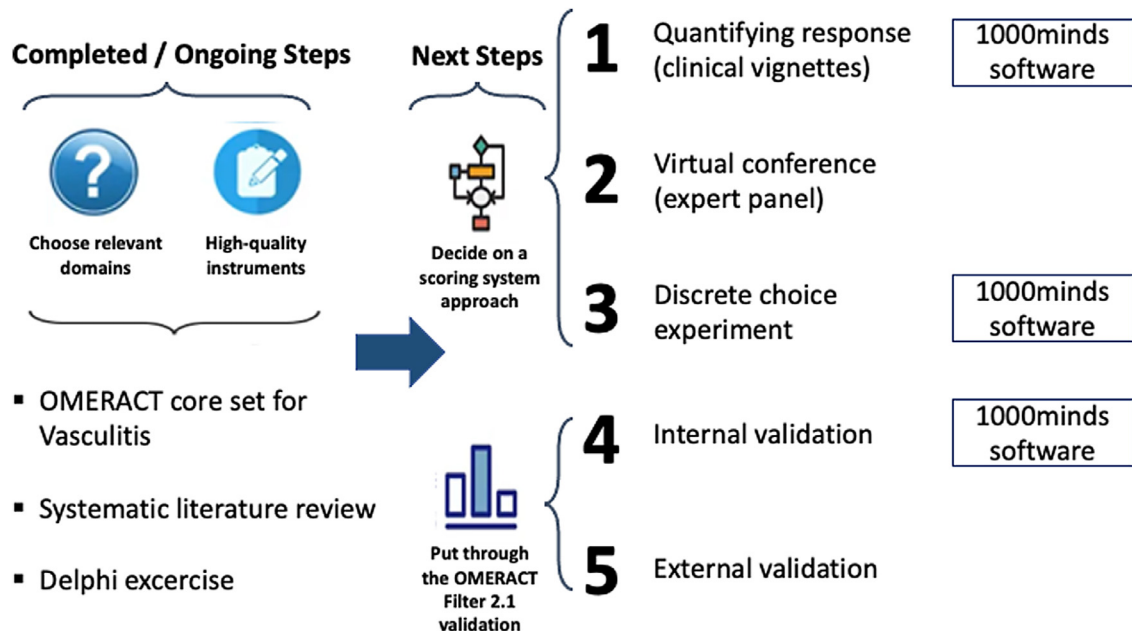 Completed / Ongoing Steps
?
Choose relevant
domains
High-quality
instruments
▪ OMERACT core set for
Vasculitis
▪ Systematic literature review
▪ Delphi excercise
Next Steps
Decide on a
scoring system
approach
Put through
the OMERACT
Filter 2.1
validation
1 Quantifying response
(clinical vignettes)
1000minds
software
2 Virtual conference
(expert panel)
3 Discrete choice
experiment
1000minds
software
4 Internal validation
1000minds
software
5 External validation